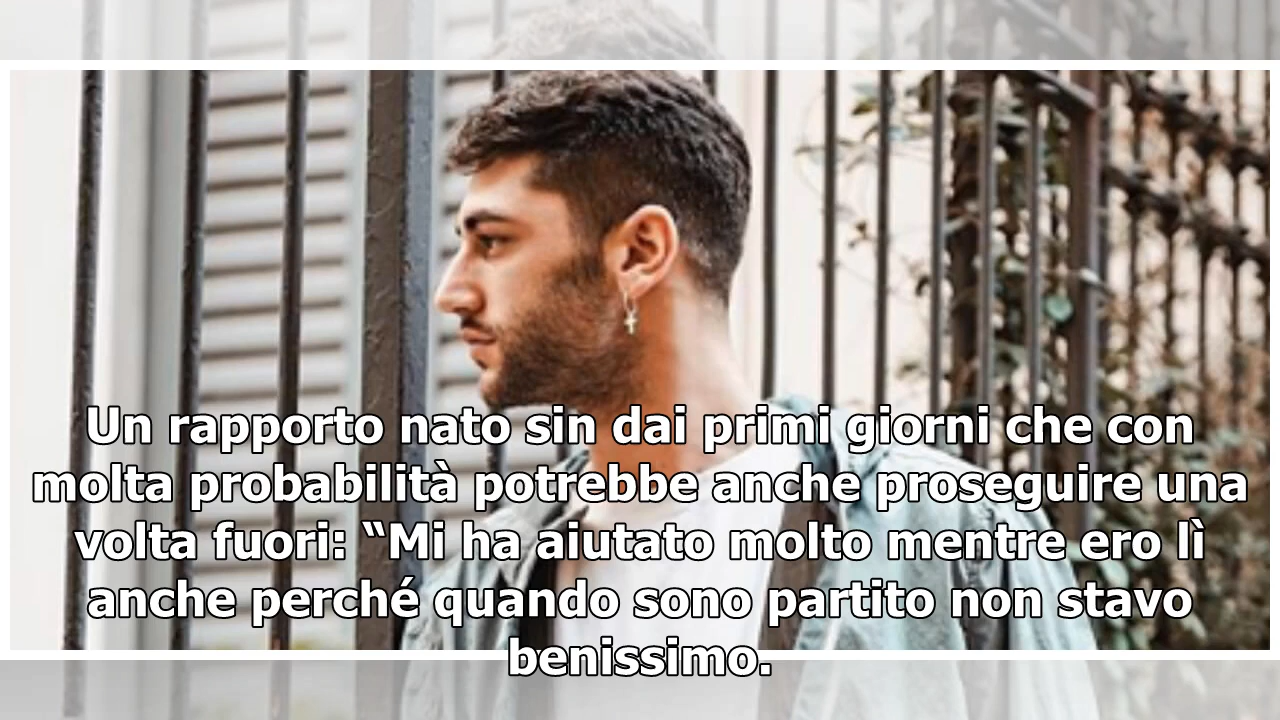 Un rapporto nato sin dai primi giorni che con
molta probabilità potrebbe anche proseguire una
volta fuori: “Mi ha aiutato molto mentre ero lì
anche perché quando sono partito non stavo
benissimo.